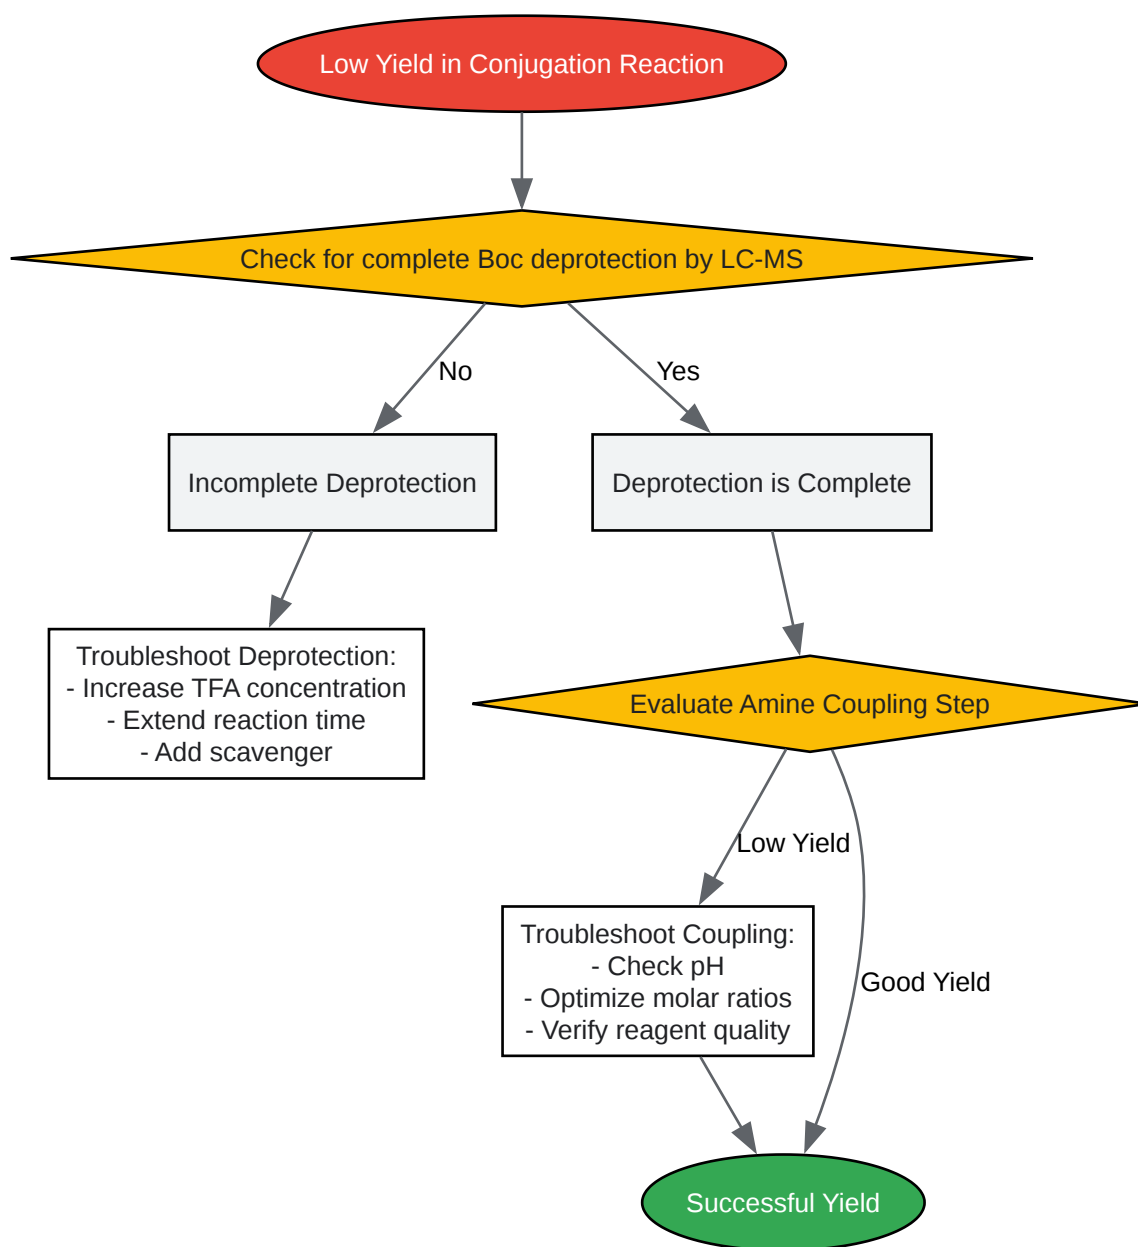 Low Yield in Conjugation Reaction
Check for complete Boc deprotection by LC-MS
No
Yes
Incomplete Deprotection
Deprotection is Complete
Troubleshoot Deprotection:
- Increase TFA concentration
- Extend reaction time
- Add scavenger
Evaluate Amine Coupling Step
Low Yield
Troubleshoot Coupling:
- Check pH
- Optimize molar ratios
- Verify reagent quality
Good Yield
Successful Yield